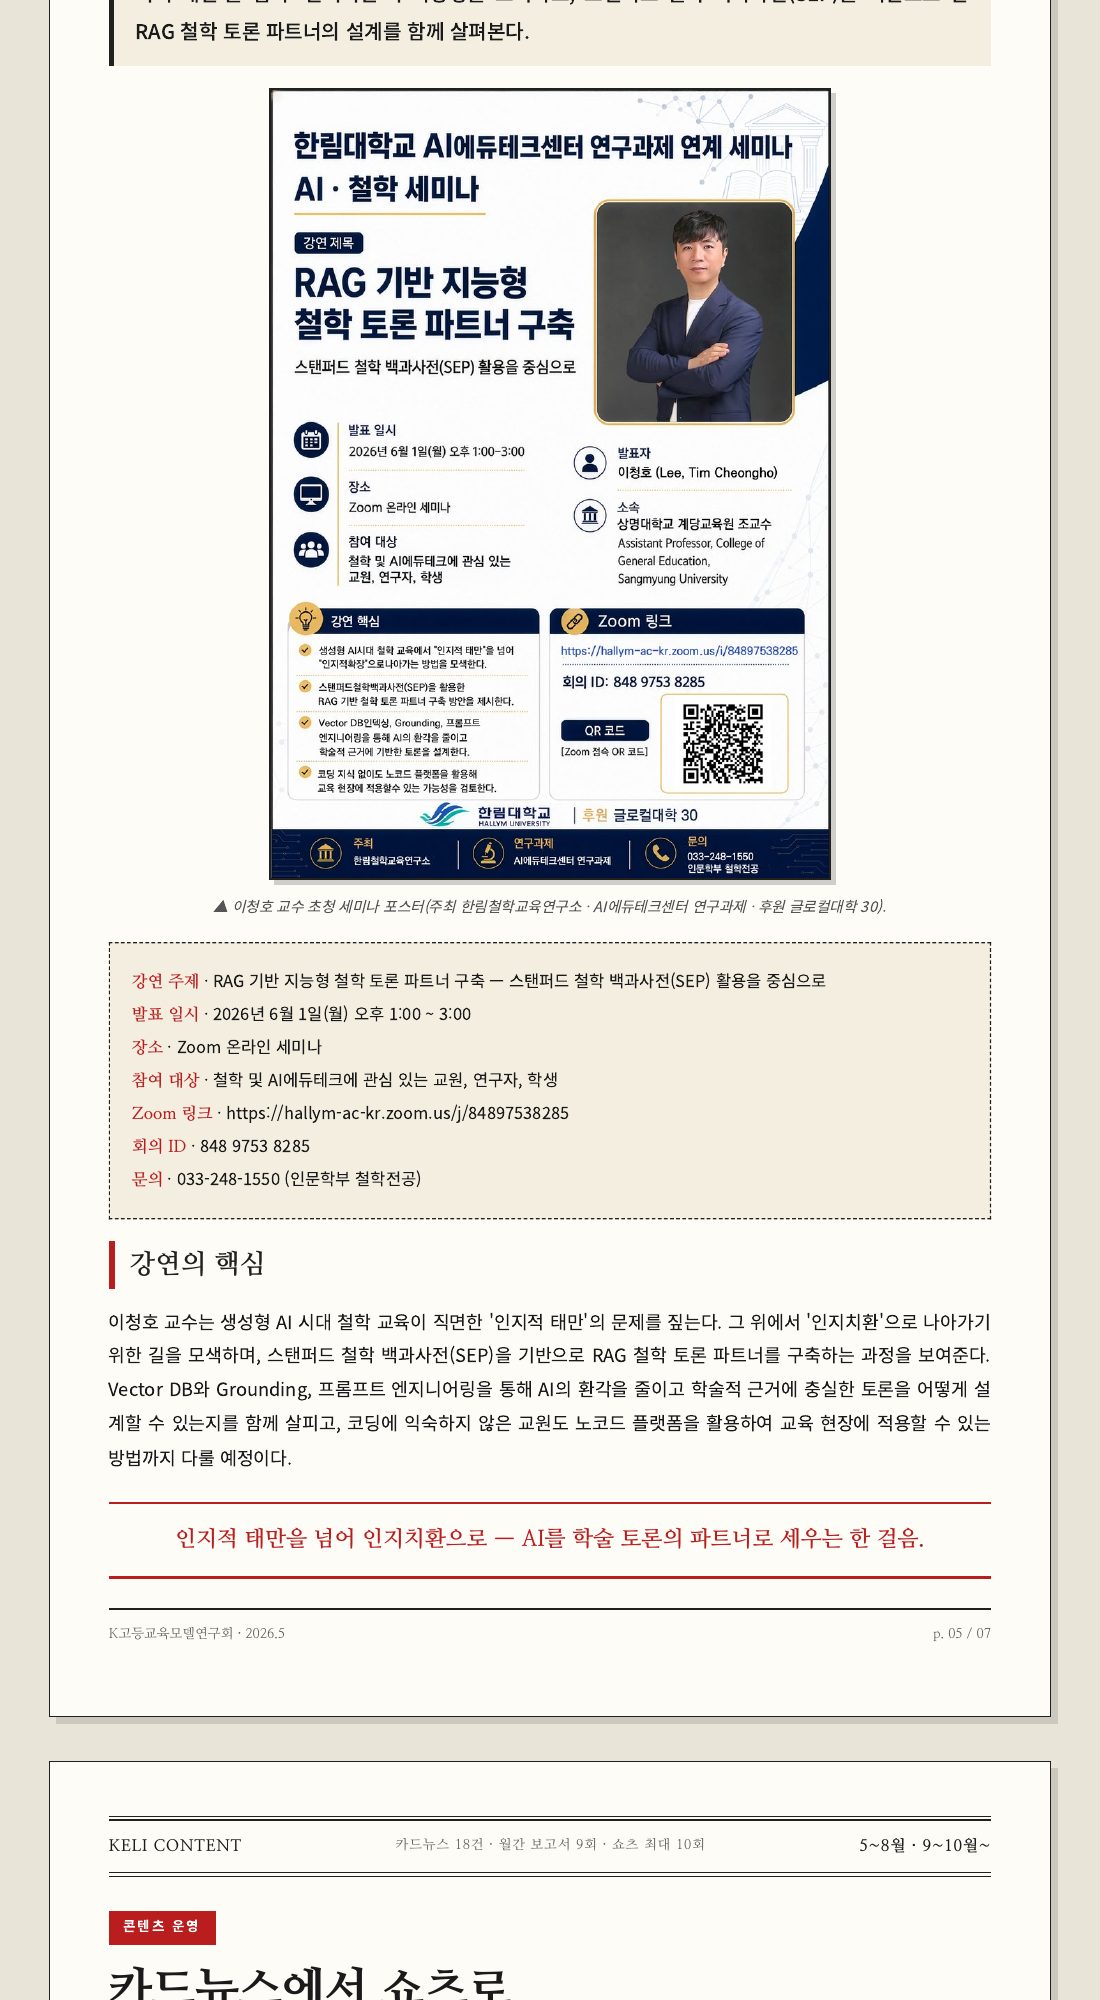 RAG 철학 토론 파트너의 설계를 함께 살펴본다.
한림대학교 AI에듀테크센터 연구과제 연계 세미나
AI · 철학 세미나
강연 제목
RAG 기반 지능형
철학 토론 파트너 구축
스탠퍼드 철학 백과사전(SEP) 활용을 중심으로
발표 일시
2026년 6월 1일(월) 오후 1:00–3:00
장소
Zoom 온라인 세미나
참여 대상
철학 및 AI에듀테크에 관심 있는
교원, 연구자, 학생
발표자
이청호 (Lee, Tim Cheongho)
소속
상명대학교 계당교육원 조교수
Assistant Professor, College of
General Education,
Sangmyung University
강연 핵심
생성형 AI시대 철학 교육에서 "인지적 태만"을 넘어
"인지적확장"으로나아가는 방법을 모색한다.
스탠퍼드철학백과사전(SEP)을 활용한
RAG 기반 철학 토론 파트너 구축 방안을 제시한다.
Vector DB인덱싱, Grounding, 프롬프트
엔지니어링을 통해 AI의 환각을 줄이고
학술적 근거에 기반한 토론을 설계한다.
코딩 지식 없이도 노코드 플랫폼을 활용해
교육 현장에 적용할수 있는 가능성을 검토한다.
Zoom 링크
https://hallym-ac-kr.zoom.us/i/84897538285
회의 ID: 848 9753 8285
QR 코드
[Zoom 접속 QR 코드]
한림대학교
HALLYM UNIVERSITY
후원 글로컬대학 30
주최
한림철학교육연구소
연구과제
AI에듀테크센터 연구과제
문의
033-248-1550
인문학부 철학전공
▲ 이청호 교수 초청 세미나 포스터(주최 한림철학교육연구소 · AI에듀테크센터 연구과제 · 후원 글로컬대학 30).
강연 주제 · RAG 기반 지능형 철학 토론 파트너 구축 — 스탠퍼드 철학 백과사전(SEP) 활용을 중심으로
발표 일시 · 2026년 6월 1일(월) 오후 1:00 ~ 3:00
장소 · Zoom 온라인 세미나
참여 대상 · 철학 및 AI에듀테크에 관심 있는 교원, 연구자, 학생
Zoom 링크 · https://hallym-ac-kr.zoom.us/j/84897538285
회의 ID · 848 9753 8285
문의 · 033-248-1550 (인문학부 철학전공)
강연의 핵심
이청호 교수는 생성형 AI 시대 철학 교육이 직면한 '인지적 태만'의 문제를 짚는다. 그 위에서 '인지치환'으로 나아가기
위한 길을 모색하며, 스탠퍼드 철학 백과사전(SEP)을 기반으로 RAG 철학 토론 파트너를 구축하는 과정을 보여준다.
Vector DB와 Grounding, 프롬프트 엔지니어링을 통해 AI의 환각을 줄이고 학술적 근거에 충실한 토론을 어떻게 설
계할 수 있는지를 함께 살피고, 코딩에 익숙하지 않은 교원도 노코드 플랫폼을 활용하여 교육 현장에 적용할 수 있는
방법까지 다룰 예정이다.
인지적 태만을 넘어 인지치환으로 — AI를 학술 토론의 파트너로 세우는 한 걸음.
K고등교육모델연구회 · 2026.5
p. 05 / 07
KELI CONTENT
카드뉴스 18건 · 월간 보고서 9회 · 쇼츠 최대 10회
5~8월 · 9~10월~
콘텐츠 운영
카드뉴스에서 쇼츠로